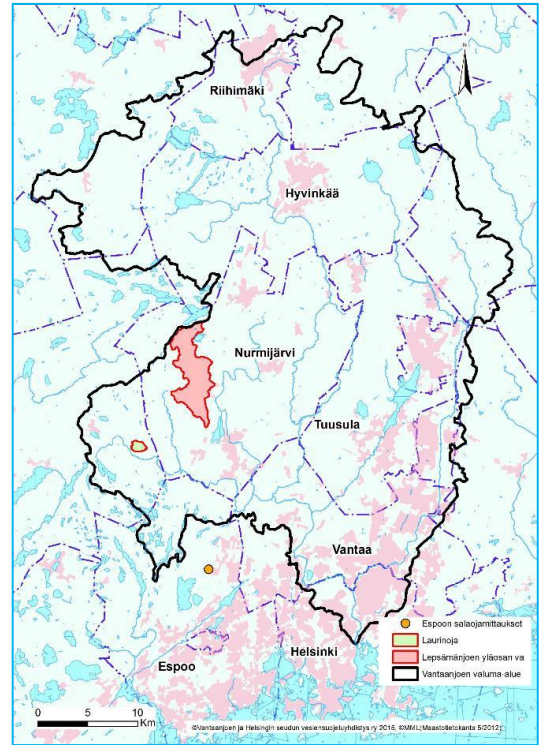 N
Riihimäki
Hyvinkää
Nurmijärvi
Tuusula
Vantaa
Espoo
Helsinki
Espoon salaojamittaukset
Laurinoja
Lepsämänjoen yläosan va
Vantaanjoen valuma-alue
0 5 10
Km
©Vantaanjoen ja Helsingin seudun vesiensuojeluyhdistys ry 2015, ©MML(Maastotietokanta 5/2012)